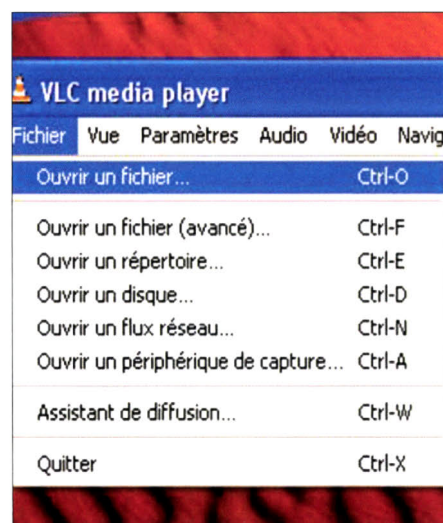 VLC media player
Fichier Vue Paramètres Audio Vidéo Navig
Ouvrir un fichier... Ctrl-O
Ouvrir un fichier (avancé)... Ctrl-F
Ouvrir un répertoire... Ctrl-E
Ouvrir un disque... Ctrl-D
Ouvrir un flux réseau... Ctrl-N
Ouvrir un périphérique de capture... Ctrl-A
Assistant de diffusion... Ctrl-W
Quitter Ctrl-X